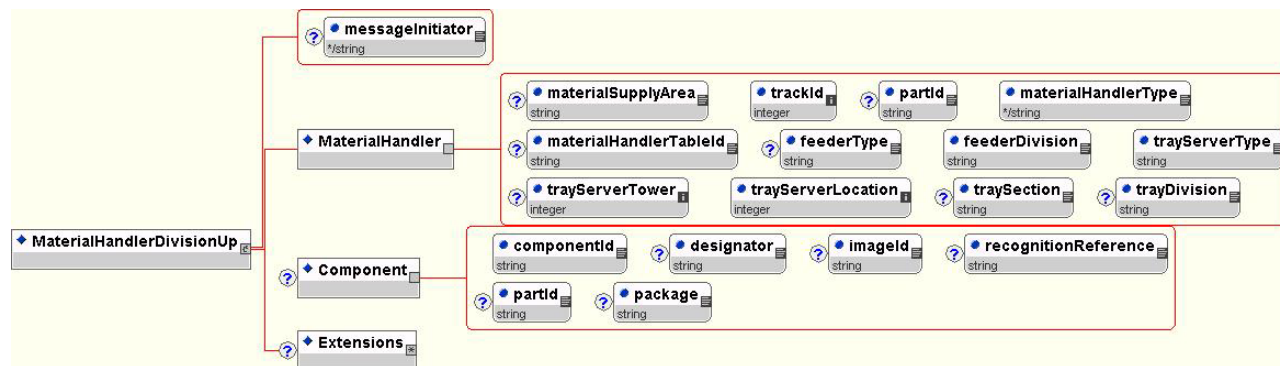 ? messageInitiator
*/string
? materialSupplyArea trackId ? partId materialHandlerType
string integer string */string
MaterialHandler ? materialHandlerTableId ? feederType feederDivision trayServerType
string string string string
? trayServerTower trayServerLocation ? traySection ? trayDivision
integer integer string string
MaterialHandlerDivisionUp
componentId ? designator ? imageId ? recognitionReference
string string string string
? Component
? partId ? package
string string
? Extensions